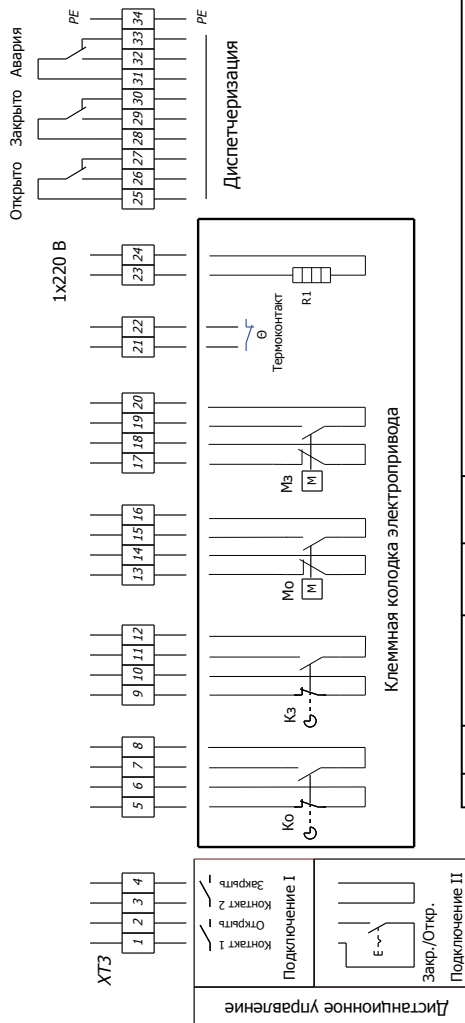 XT3
1 2 3 4
5 6 7 8
9 10 11 12
13 14 15 16
17 18 19 20
21 22
23 24
1x220 В
25 26 27 28 29 30 31 32 33 34
Открыто Закрыто Авария
PE
PE
Диспетчеризация
Дистанционное управление
Контакт 1
Открыть
Контакт 2
Закрыть
Подключение I
E
Закр./Откр.
Подключение II
Ко
Кз
Мо
M
Мз
M
Θ
Термоконтакт
R1
Клеммная колодка электропривода